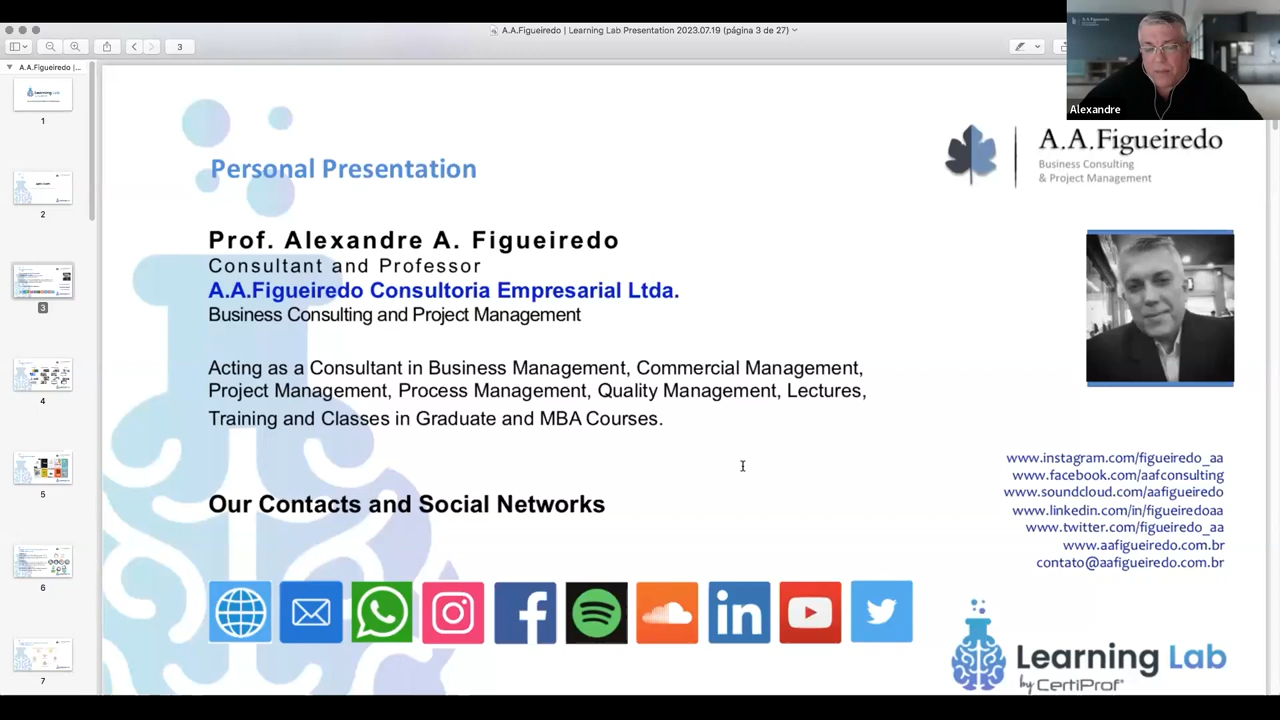 A.A.Figueiredo | Learning Lab Presentation 2023.07.19 (página 3 de 27)
3
A.A.Figueiredo |...
Learning Lab
1
2
3
4
5
6
7
Alexandre
A.A.Figueiredo
Business Consulting
& Project Management
Personal Presentation
Prof. Alexandre A. Figueiredo
Consultant and Professor
A.A.Figueiredo Consultoria Empresarial Ltda.
Business Consulting and Project Management
Acting as a Consultant in Business Management, Commercial Management,
Project Management, Process Management, Quality Management, Lectures,
Training and Classes in Graduate and MBA Courses.
Our Contacts and Social Networks
www.instagram.com/figueiredo_aa
www.facebook.com/aafconsulting
www.soundcloud.com/aafigueiredo
www.linkedin.com/in/figueiredoaa
www.twitter.com/figueiredo_aa
www.aafigueiredo.com.br
contato@aafigueiredo.com.br
in
Learning Lab
by CertiProf®